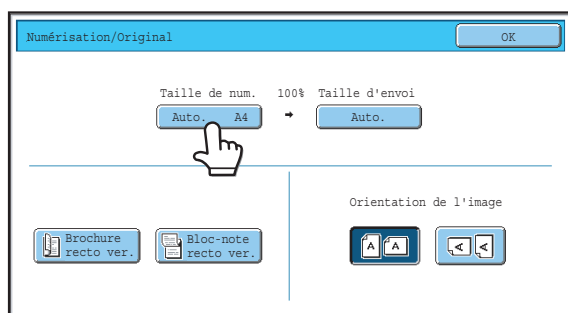 Numérisation/Original OK
Taille de num. 100% Taille d'envoi
Auto. A4 Auto.
Orientation de l'image
Brochure
recto ver.
Bloc-note
recto ver.
A A A A